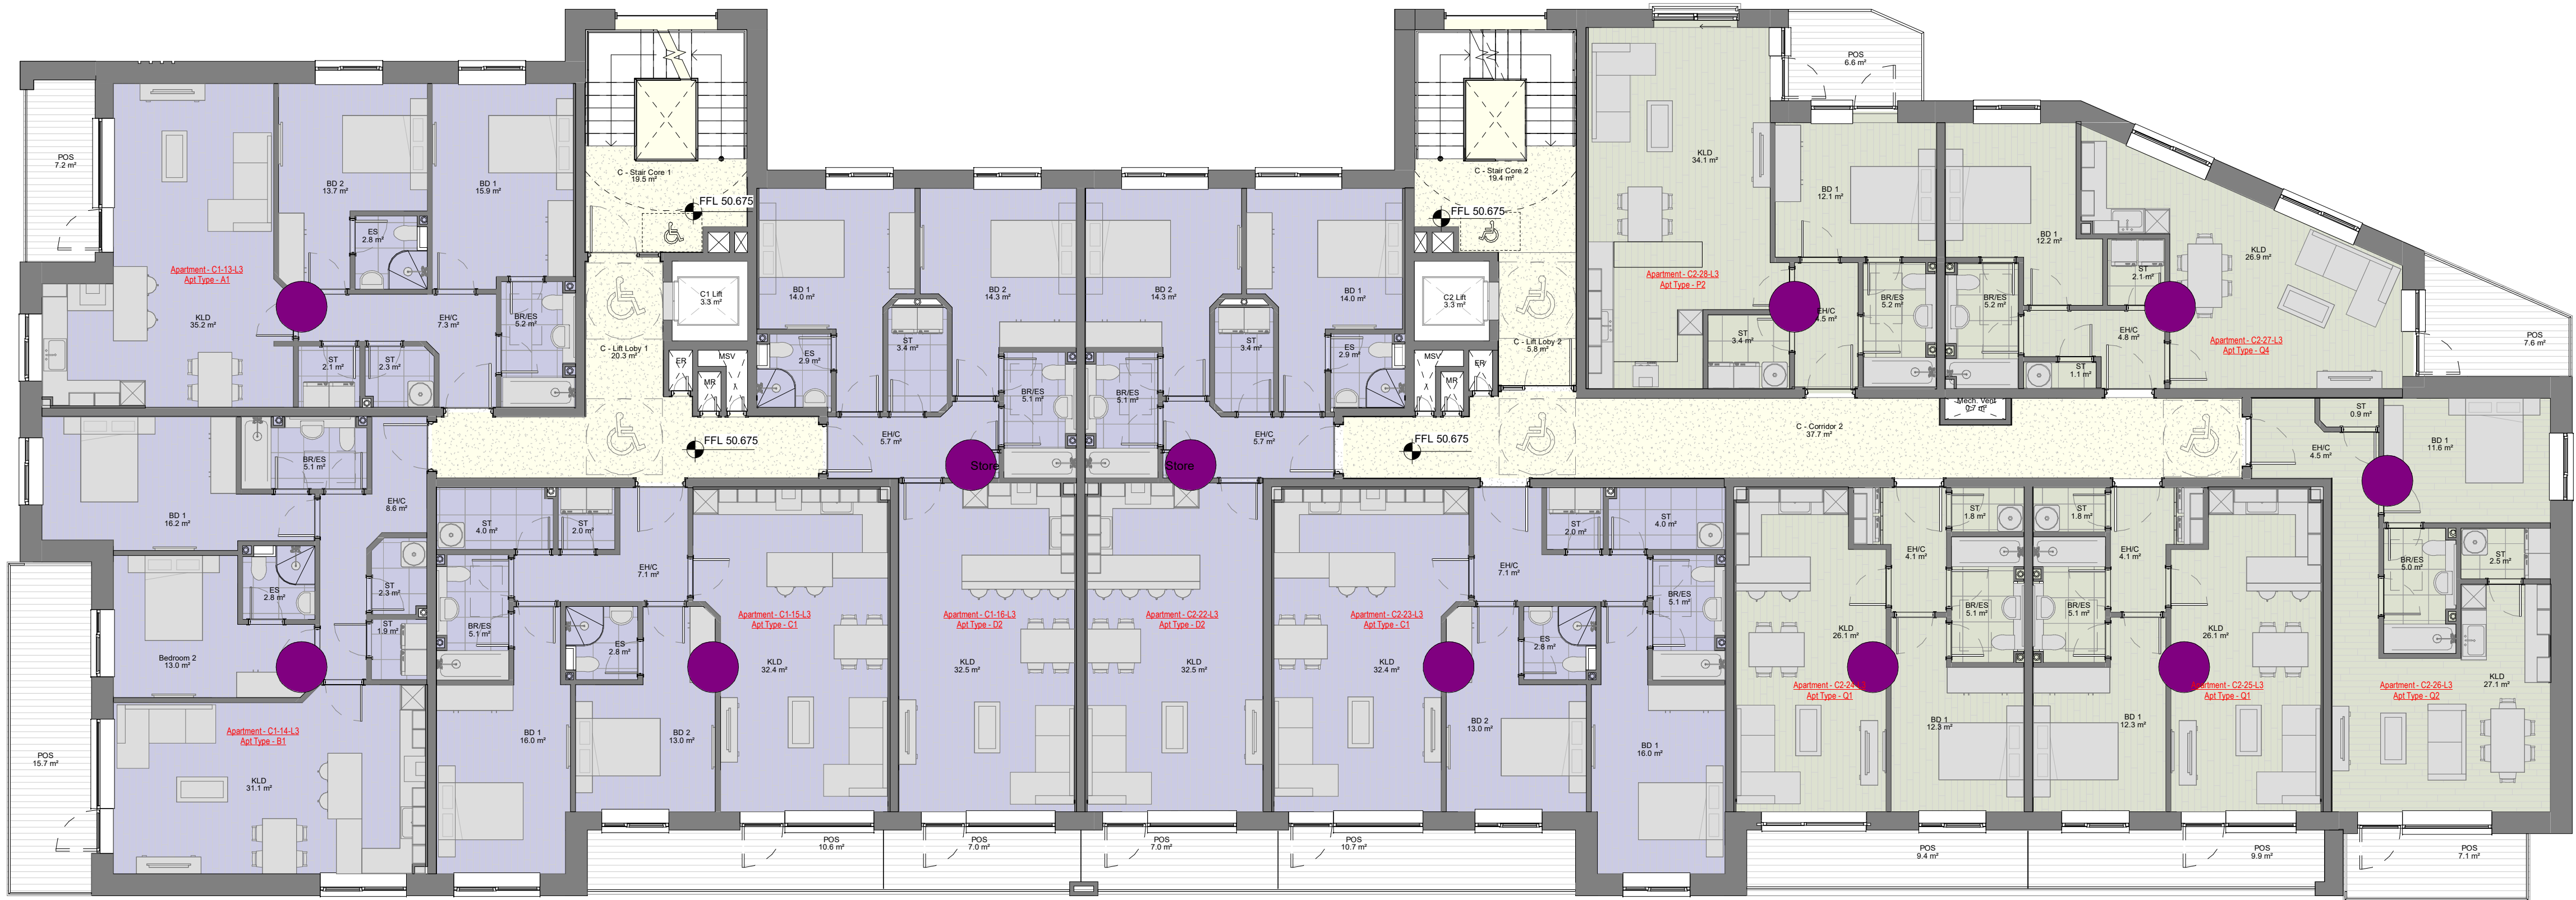 POS
7.2 m²
BD 2
13.7 m²
BD 1
15.9 m²
ES
2.8 m²
Apartment - C1-13-L3
Apt Type - A1
KLD
35.2 m²
EH/C
7.3 m²
BR/ES
5.2 m²
ST
2.1 m²
ST
2.3 m²
C - Stair Core 1
19.5 m²
FFL 50.675
C1 Lift
3.3 m²
C - Lift Loby 1
20.3 m²
ER
MR
MSV
FFL 50.675
BD 1
14.0 m²
BD 2
14.3 m²
ES
2.9 m²
ST
3.4 m²
BR/ES
5.1 m²
EH/C
5.7 m²
Store
BD 2
14.3 m²
BD 1
14.0 m²
ST
3.4 m²
ES
2.9 m²
BR/ES
5.1 m²
EH/C
5.7 m²
Store
C - Stair Core 2
19.4 m²
FFL 50.675
C2 Lift
3.3 m²
C - Lift Loby 2
5.8 m²
MSV
MR
ER
FFL 50.675
C - Corridor 2
37.7 m²
POS
6.6 m²
KLD
34.1 m²
BD 1
12.1 m²
Apartment - C2-28-L3
Apt Type - P2
EH/C
4.5 m²
BR/ES
5.2 m²
ST
3.4 m²
BD 1
12.2 m²
BR/ES
5.2 m²
ST
2.1 m²
KLD
26.9 m²
EH/C
4.8 m²
Apartment - C2-27-L3
Apt Type - Q4
ST
1.1 m²
POS
7.6 m²
Mech. Vent
0.7 m²
ST
0.9 m²
EH/C
4.5 m²
BD 1
11.6 m²
BR/ES
5.1 m²
BD 1
16.2 m²
EH/C
8.6 m²
ES
2.8 m²
ST
2.3 m²
ST
1.9 m²
Bedroom 2
13.0 m²
Apartment - C1-14-L3
Apt Type - B1
POS
15.7 m²
KLD
31.1 m²
ST
4.0 m²
ST
2.0 m²
EH/C
7.1 m²
BR/ES
5.1 m²
ES
2.8 m²
BD 1
16.0 m²
BD 2
13.0 m²
Apartment - C1-15-L3
Apt Type - C1
KLD
32.4 m²
Apartment - C1-16-L3
Apt Type - D2
KLD
32.5 m²
Apartment - C2-22-L3
Apt Type - D2
KLD
32.5 m²
Apartment - C2-23-L3
Apt Type - C1
KLD
32.4 m²
ST
2.0 m²
ST
4.0 m²
EH/C
7.1 m²
BR/ES
5.1 m²
ES
2.8 m²
BD 2
13.0 m²
BD 1
16.0 m²
ST
1.8 m²
EH/C
4.1 m²
BR/ES
5.1 m²
KLD
26.1 m²
Apartment - C2-24-L3
Apt Type - Q1
BD 1
12.3 m²
ST
1.8 m²
EH/C
4.1 m²
BR/ES
5.1 m²
KLD
26.1 m²
Apartment - C2-25-L3
Apt Type - Q1
BD 1
12.3 m²
BR/ES
5.0 m²
ST
2.5 m²
Apartment - C2-26-L3
Apt Type - Q2
KLD
27.1 m²
POS
10.6 m²
POS
7.0 m²
POS
7.0 m²
POS
10.7 m²
POS
9.4 m²
POS
9.9 m²
POS
7.1 m²